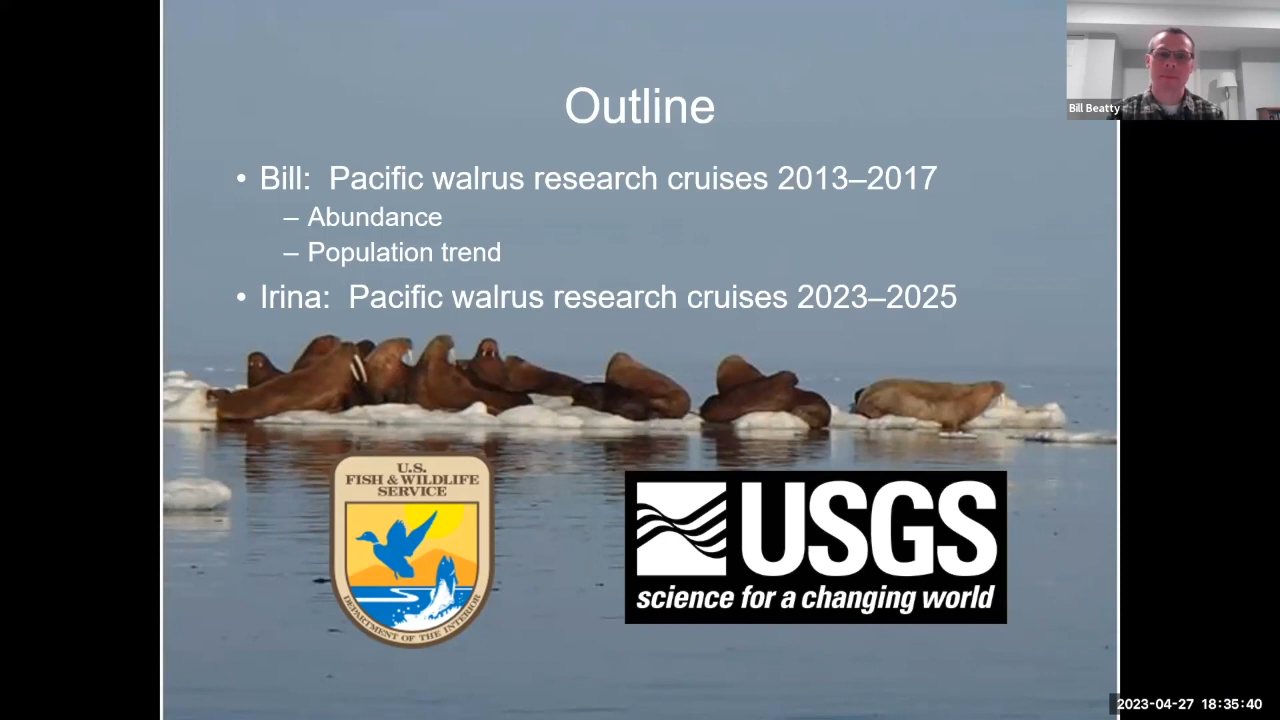 Outline
• Bill: Pacific walrus research cruises 2013–2017
– Abundance
– Population trend
• Irina: Pacific walrus research cruises 2023–2025
Bill Beatty
U.S.
FISH & WILDLIFE
SERVICE
DEPARTMENT OF THE INTERIOR
USGS
science for a changing world
2023-04-27 18:35:40